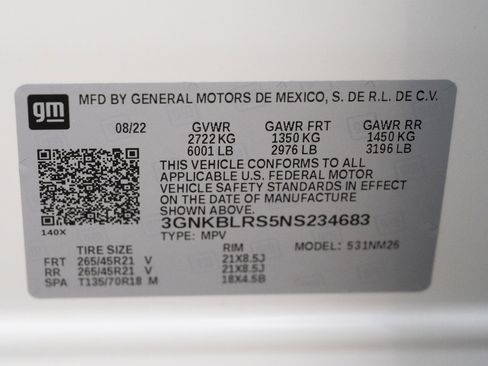 gm MFD BY GENERAL MOTORS DE MEXICO, S. DE R.L. DE C.V.
08/22 GVWR GAWR FRT GAWR RR
2722 KG 1350 KG 1450 KG
6001 LB 2976 LB 3196 LB
THIS VEHICLE CONFORMS TO ALL
APPLICABLE U.S. FEDERAL MOTOR
VEHICLE SAFETY STANDARDS IN EFFECT
ON THE DATE OF MANUFACTURE
SHOWN ABOVE.
3GNKBLRS5NS234683
140X TYPE: MPV MODEL: 531NM26
TIRE SIZE RIM
FRT 265/45R21 V 21X8.5J
RR 265/45R21 V 21X8.5J
SPA T135/70R18 M 18X4.5B